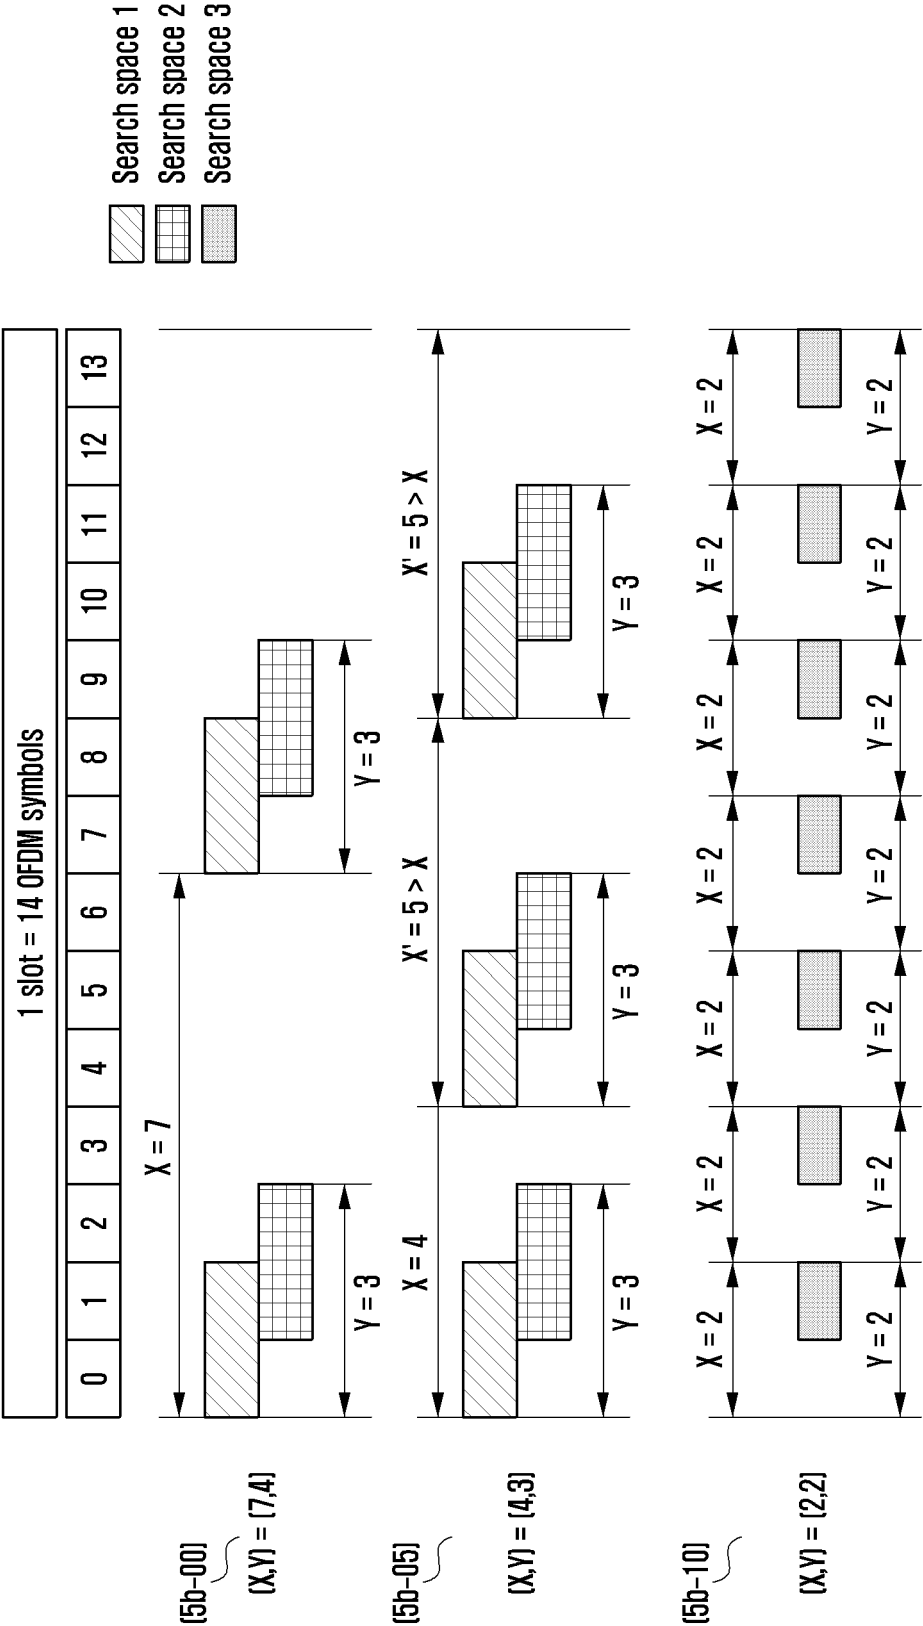 1 slot = 14 OFDM symbols
0 1 2 3 4 5 6 7 8 9 10 11 12 13
Search space 1
Search space 2
Search space 3
(5b-00)
(X,Y) = (7,4)
X = 7
Y = 3
Y = 3
(5b-05)
(X,Y) = (4,3)
X = 4
X' = 5 > X
X' = 5 > X
Y = 3
Y = 3
Y = 3
(5b-10)
(X,Y) = (2,2)
X = 2
X = 2
X = 2
X = 2
X = 2
X = 2
X = 2
Y = 2
Y = 2
Y = 2
Y = 2
Y = 2
Y = 2
Y = 2